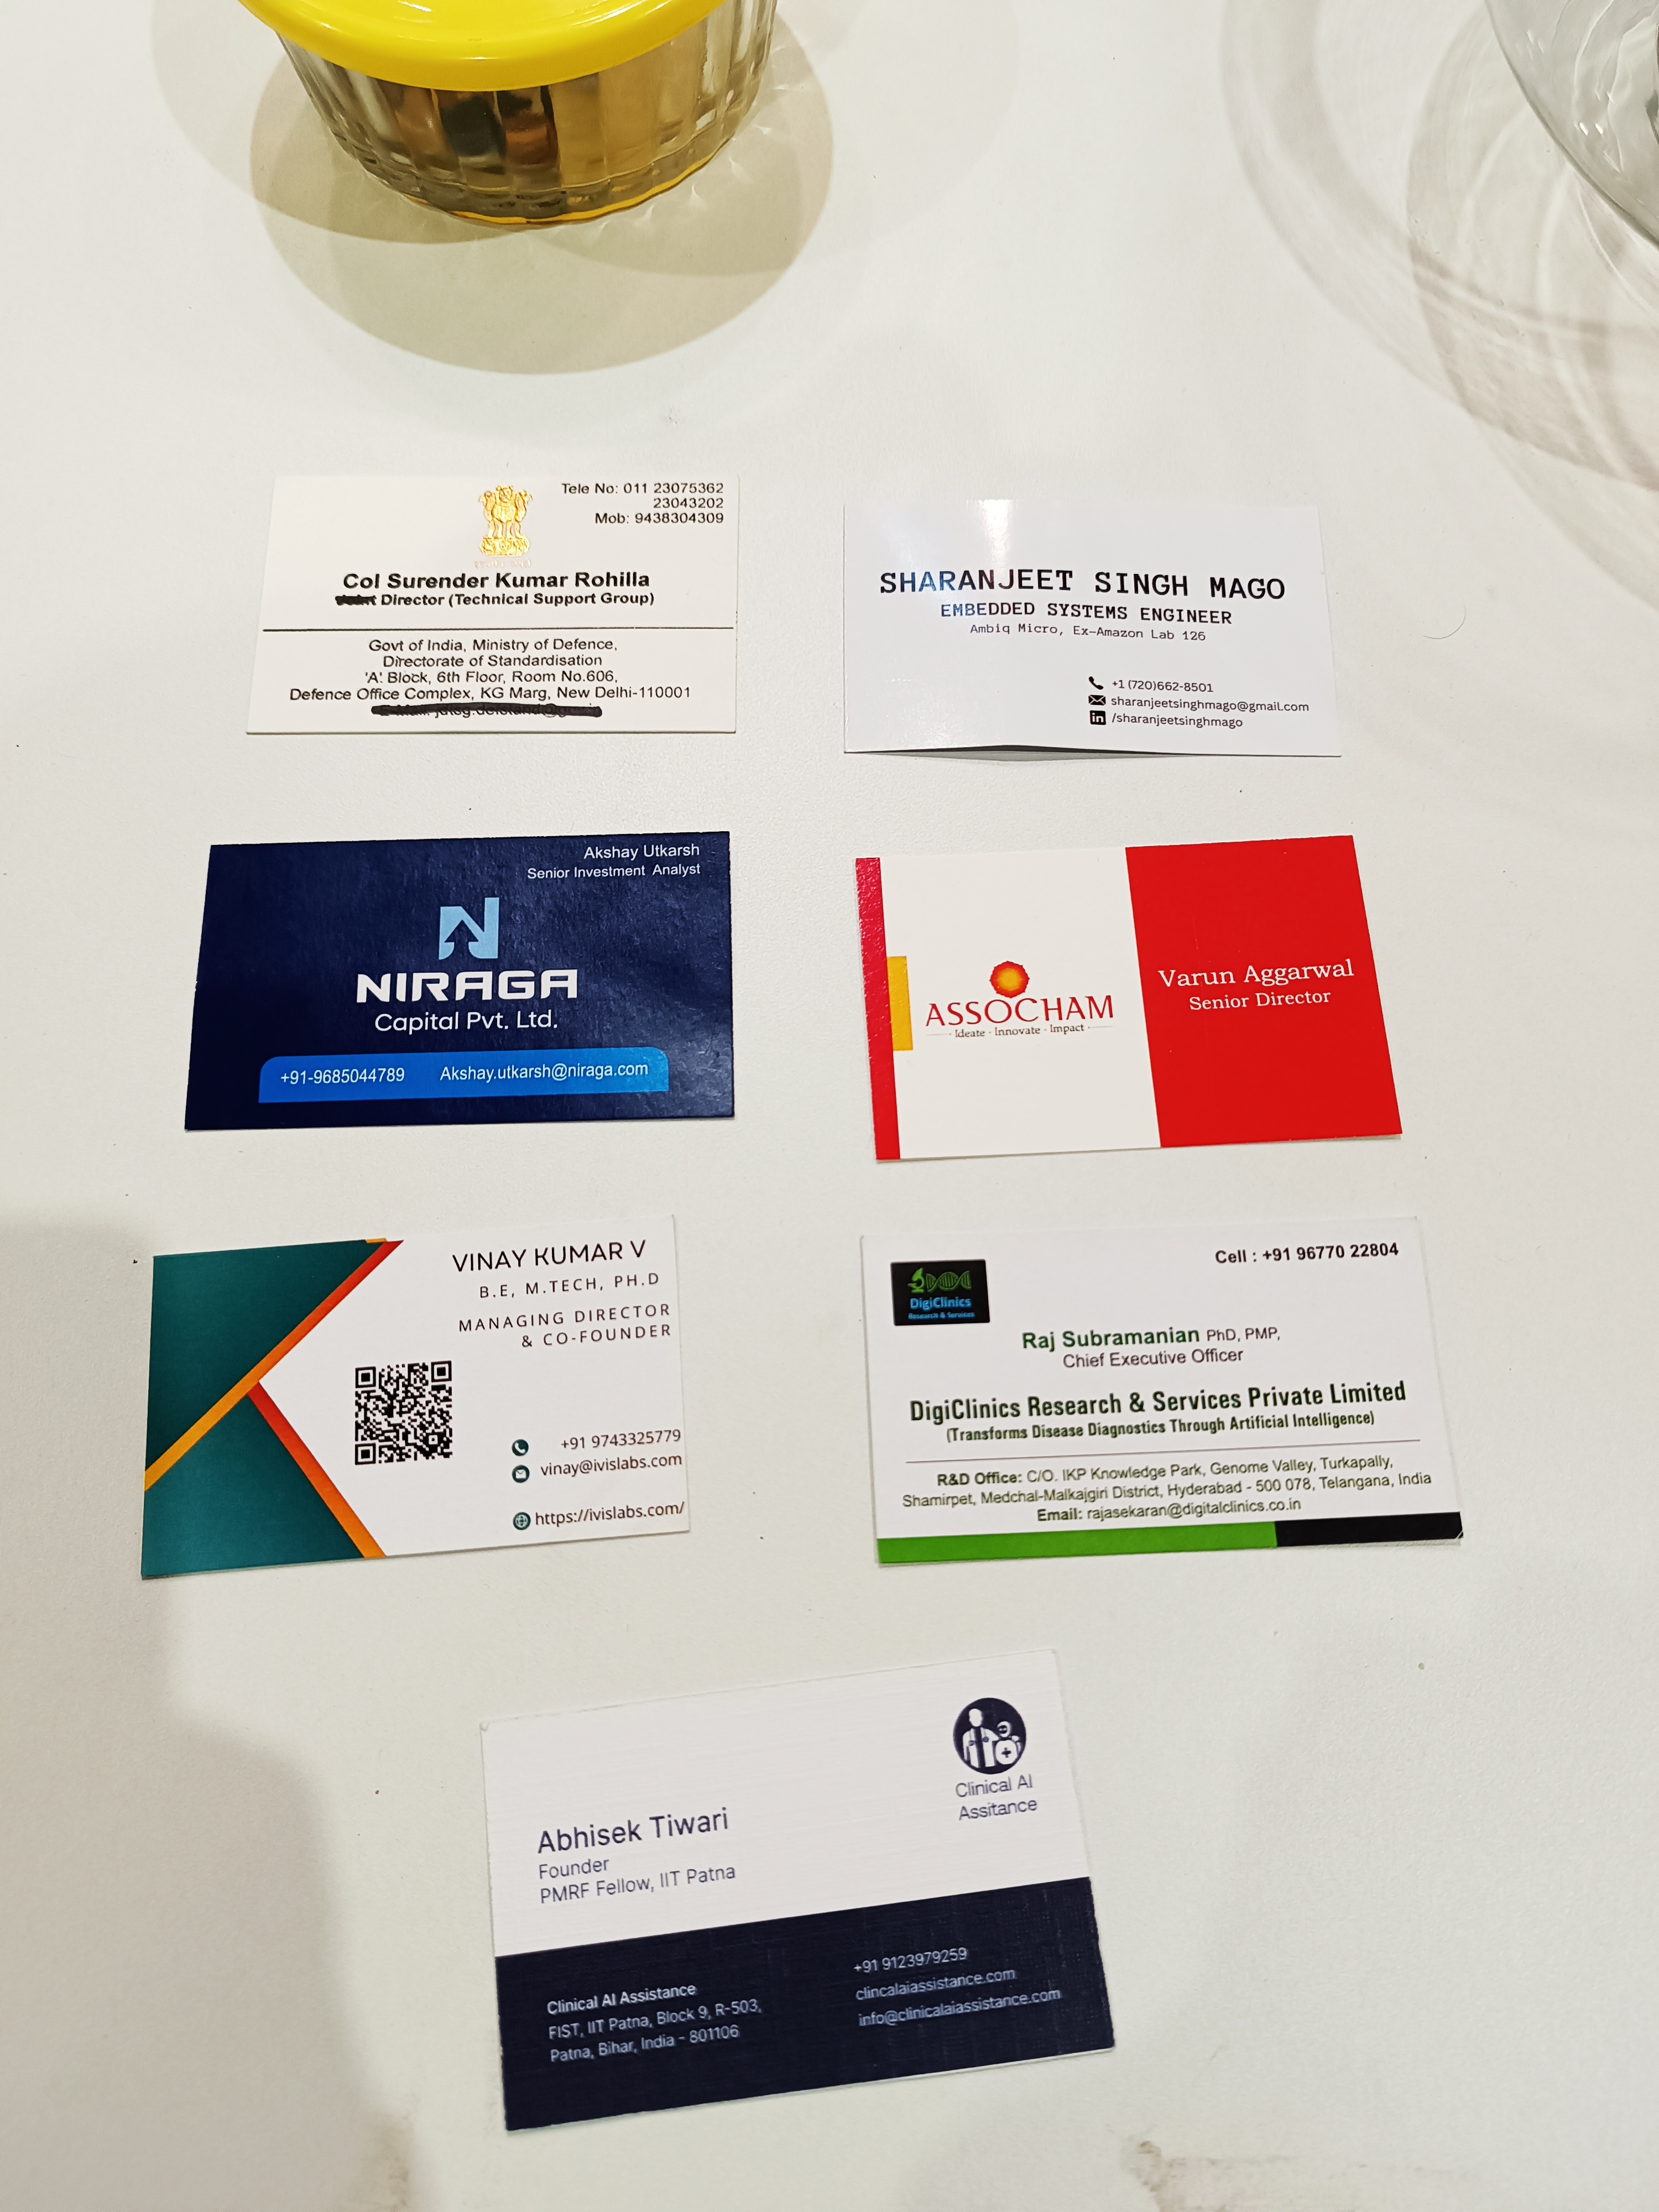 Tele No: 011 23075362
23043202
Mob: 9438304309
Col Surender Kumar Rohilla
Director (Technical Support Group)
Govt of India, Ministry of Defence,
Directorate of Standardisation
'A'. Block, 6th Floor, Room No.606,
Defence Office Complex, KG Marg, New Delhi-110001
SHARANJEET SINGH MAGO
EMBEDDED SYSTEMS ENGINEER
Ambiq Micro, Ex-Amazon Lab 126
+1 (720)662-8501
sharanjeetsinghmago@gmail.com
in /sharanjeetsinghmago
Akshay Utkarsh
Senior Investment Analyst
N
NIRAGA
Capital Pvt. Ltd.
+91-9685044789 Akshay.utkarsh@niraga.com
ASSOCHAM
Ideate - Innovate - Impact
Varun Aggarwal
Senior Director
VINAY KUMAR V
B.E, M.TECH, PH.D
MANAGING DIRECTOR
& CO-FOUNDER
+91 9743325779
vinay@ivislabs.com
https://ivislabs.com/
Cell : +91 96770 22804
DigiClinics
Research & Services
Raj Subramanian PhD, PMP,
Chief Executive Officer
DigiClinics Research & Services Private Limited
(Transforms Disease Diagnostics Through Artificial Intelligence)
R&D Office: C/O. IKP Knowledge Park, Genome Valley, Turkapally,
Shamirpet, Medchal-Malkajgiri District, Hyderabad - 500 078, Telangana, India
Email: rajasekaran@digitalclinics.co.in
Clinical AI
Assitance
Abhisek Tiwari
Founder
PMRF Fellow, IIT Patna
Clinical AI Assistance
FIST, IIT Patna, Block 9, R-503,
Patna, Bihar, India - 801106
+91 9123979259
clincalaiassistance.com
info@clinicalaiassistance.com